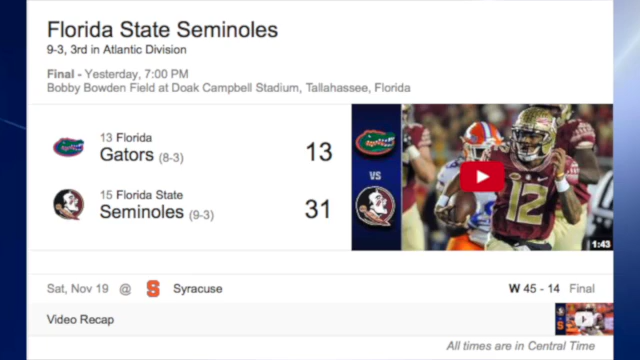 Florida State Seminoles
9-3, 3rd in Atlantic Division
Final - Yesterday, 7:00 PM
Bobby Bowden Field at Doak Campbell Stadium, Tallahassee, Florida
13 Florida
Gators (8-3) 13
15 Florida State
Seminoles (9-3) 31
VS
12
1:43
Sat, Nov 19 @ S Syracuse W 45 - 14 Final
Video Recap
All times are in Central Time